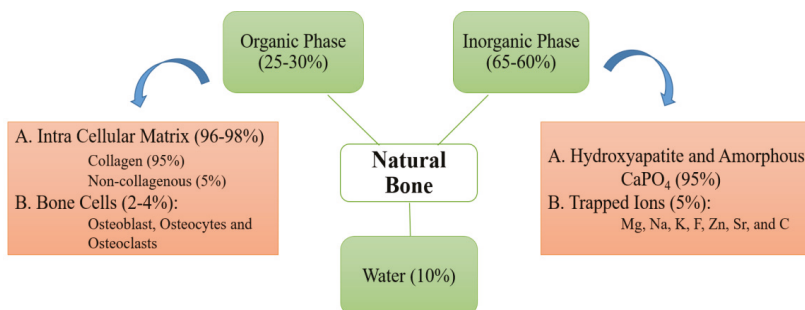 Organic Phase
(25-30%)
Inorganic Phase
(65-60%)
A. Intra Cellular Matrix (96-98%)
Collagen (95%)
Non-collagenous (5%)
B. Bone Cells (2-4%):
Osteoblast, Osteocytes and
Osteoclasts
Natural
Bone
A. Hydroxyapatite and Amorphous
CaPO₄ (95%)
B. Trapped Ions (5%):
Mg, Na, K, F, Zn, Sr, and C
Water (10%)